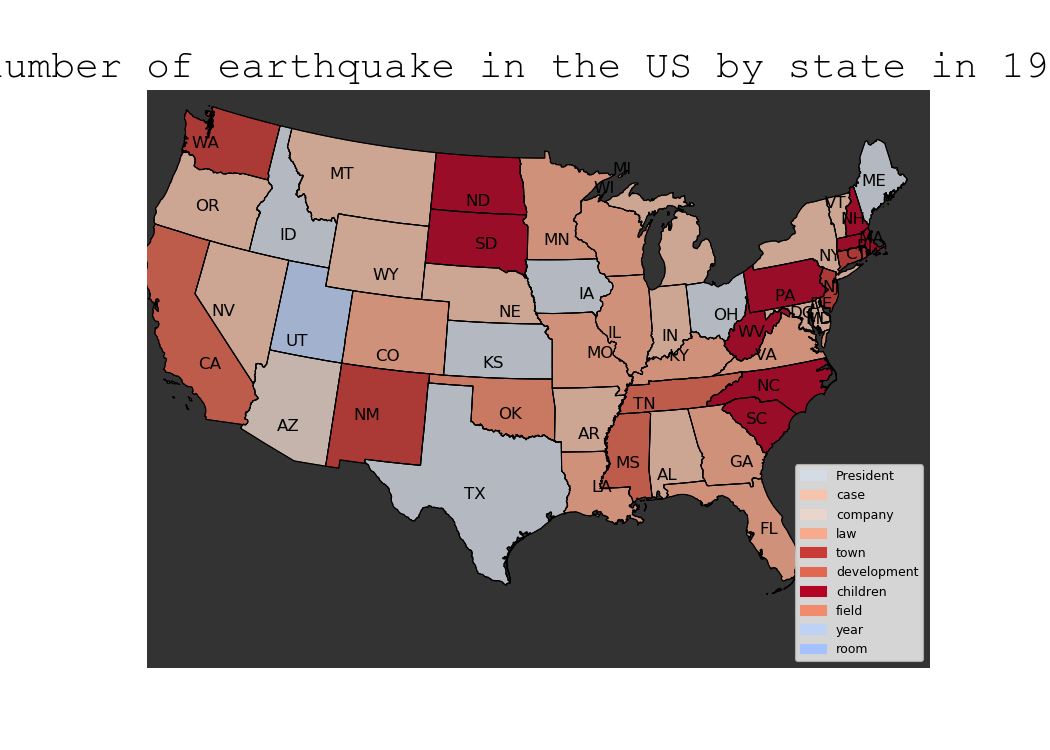 umber of earthquake in the US by state in 19
WA
MT
ND
MI
WI
ME
OR
ID
SD
MN
VT
NH
MA
NY
CT
WY
IA
PA
NJ
NV
UT
NE
OH
DE
DC
MD
CO
KS
MO
IL
IN
WV
KY
VA
CA
AZ
NM
OK
TN
NC
AR
SC
TX
MS
AL
GA
LA
FL
President
case
company
law
town
development
children
field
year
room